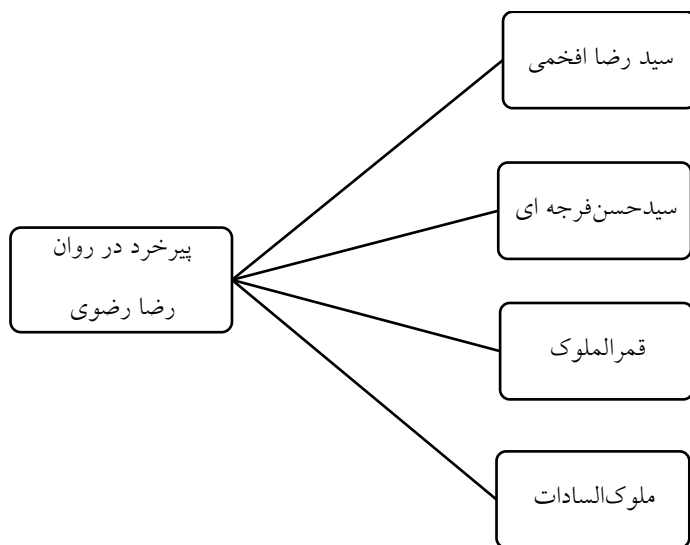 سید رضا افخمی
سیدحسن‌فرجه ای
پیرخرد در روان
رضا رضوی
قمرالملوک
ملوک‌السادات